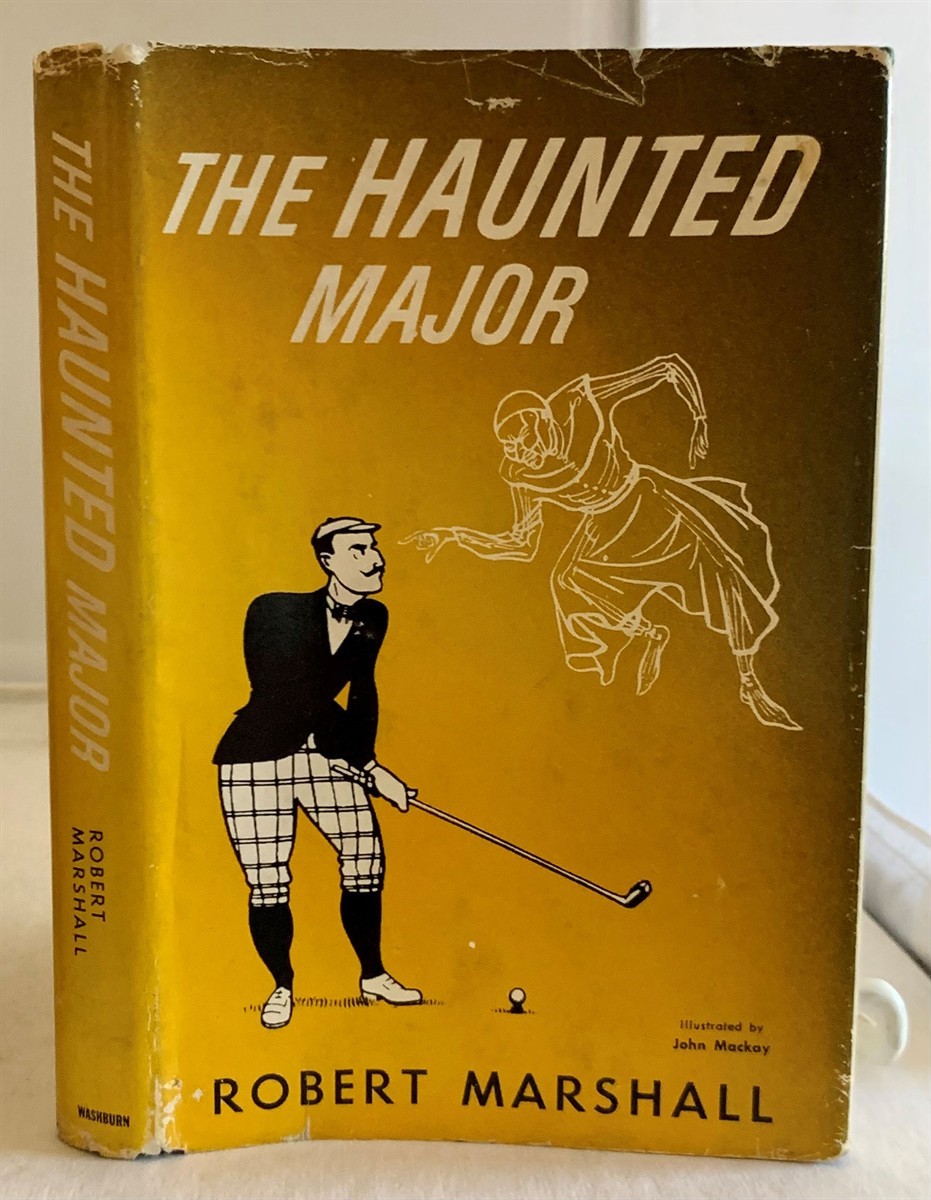 THE HAUNTED MAJOR
ROBERT
MARSHALL
WASHBURN
THE HAUNTED
MAJOR
Illustrated by
John Mackay
ROBERT MARSHALL